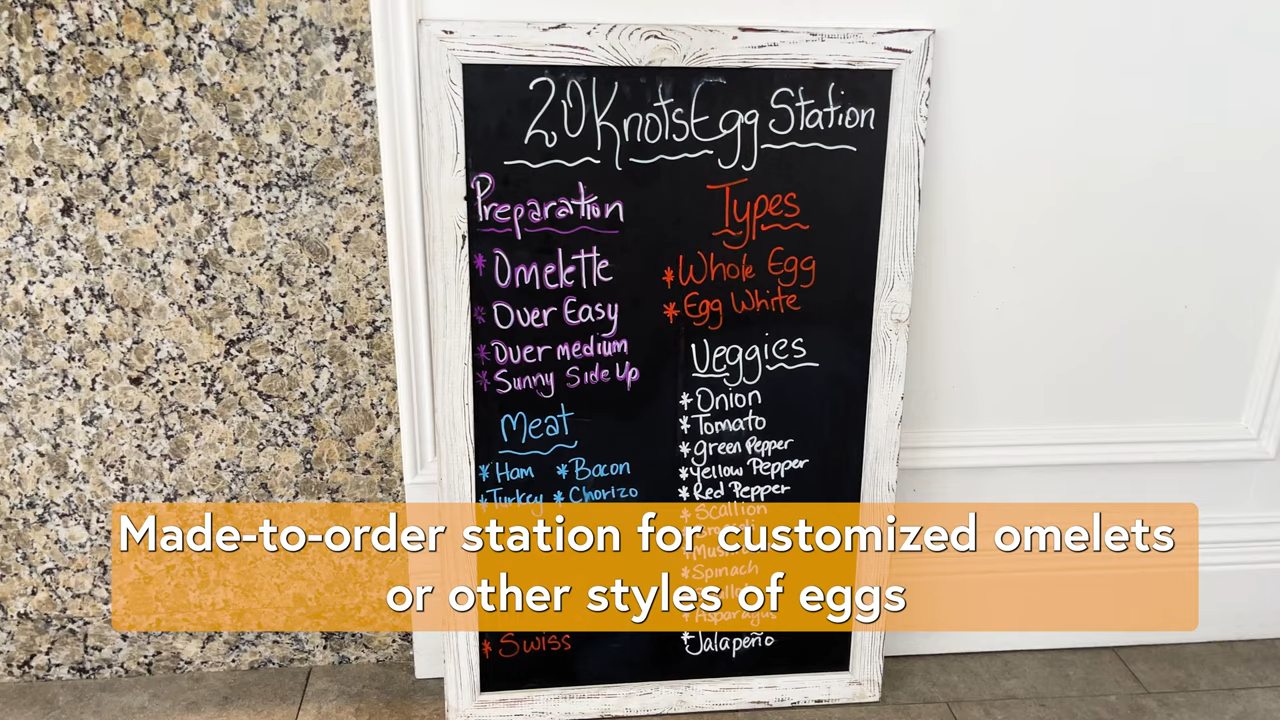 20 Knots Egg Station
Preparation
* Omelette
* Over Easy
* Over medium
* Sunny Side Up
Meat
* Ham * Bacon
* Turkey * Chorizo
* Swiss
Types
* Whole Egg
* Egg White
Veggies
* Onion
* Tomato
* green Pepper
* yellow Pepper
* Red Pepper
* Scallion
* Spinach
* Asparagus
* Jalapeño
Made-to-order station for customized omelets
or other styles of eggs